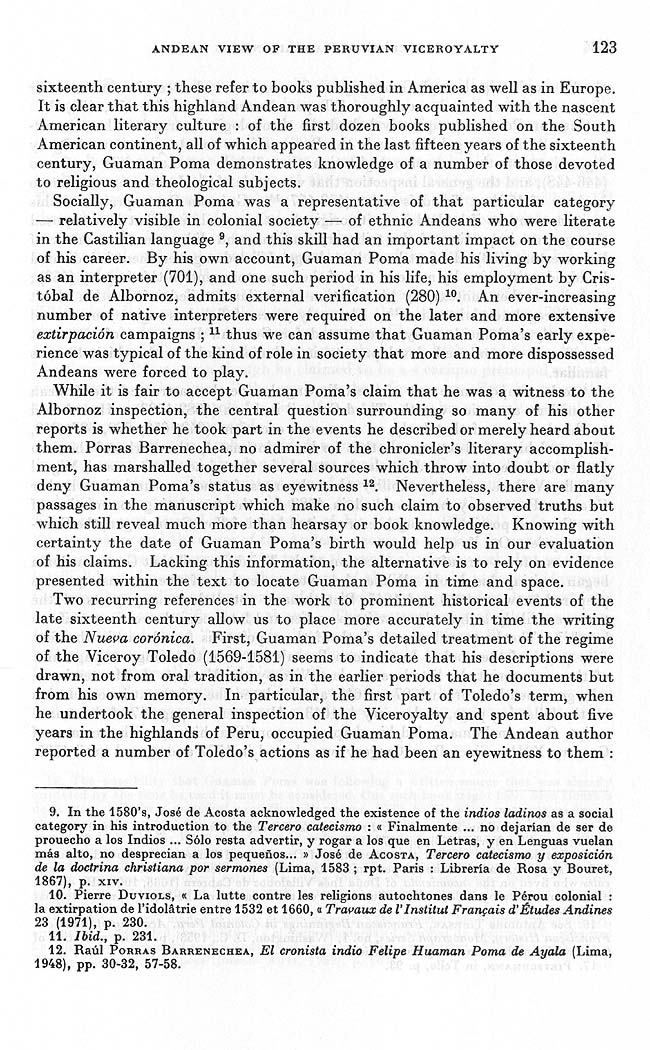 ANDEAN VIEW OF THE PERUVIAN VICEROYALTY 123
sixteenth century ; these refer to books published in America as well as in Europe.
It is clear that this highland Andean was thoroughly acquainted with the nascent
American literary culture : of the first dozen books published on the South
American continent, all of which appeared in the last fifteen years of the sixteenth
century, Guaman Poma demonstrates knowledge of a number of those devoted
to religious and theological subjects.
Socially, Guaman Poma was a representative of that particular category
— relatively visible in colonial society — of ethnic Andeans who were literate
in the Castilian language 9, and this skill had an important impact on the course
of his career. By his own account, Guaman Poma made his living by working
as an interpreter (701), and one such period in his life, his employment by Cris-
tóbal de Albornoz, admits external verification (280) 10. An ever-increasing
number of native interpreters were required on the later and more extensive
extirpación campaigns ; 11 thus we can assume that Guaman Poma's early expe-
rience was typical of the kind of role in society that more and more dispossessed
Andeans were forced to play.
While it is fair to accept Guaman Poma's claim that he was a witness to the
Albornoz inspection, the central question surrounding so many of his other
reports is whether he took part in the events he described or merely heard about
them. Porras Barrenechea, no admirer of the chronicler's literary accomplish-
ment, has marshalled together several sources which throw into doubt or flatly
deny Guaman Poma's status as eyewitness 12. Nevertheless, there are many
passages in the manuscript which make no such claim to observed truths but
which still reveal much more than hearsay or book knowledge. Knowing with
certainty the date of Guaman Poma's birth would help us in our evaluation
of his claims. Lacking this information, the alternative is to rely on evidence
presented within the text to locate Guaman Poma in time and space.
Two recurring references in the work to prominent historical events of the
late sixteenth century allow us to place more accurately in time the writing
of the Nueva corónica. First, Guaman Poma's detailed treatment of the regime
of the Viceroy Toledo (1569-1581) seems to indicate that his descriptions were
drawn, not from oral tradition, as in the earlier periods that he documents but
from his own memory. In particular, the first part of Toledo's term, when
he undertook the general inspection of the Viceroyalty and spent about five
years in the highlands of Peru, occupied Guaman Poma. The Andean author
reported a number of Toledo's actions as if he had been an eyewitness to them :
9. In the 1580's, José de Acosta acknowledged the existence of the indios ladinos as a social
category in his introduction to the Tercero catecismo : « Finalmente ... no dejarían de ser de
prouecho a los Indios ... Sólo resta advertir, y rogar a los que en Letras, y en Lenguas vuelan
más alto, no desprecian a los pequeños... » José de ACOSTA, Tercero catecismo y exposición
de la doctrina christiana por sermones (Lima, 1583 ; rpt. Paris : Librería de Rosa y Bouret,
1867), p. XIV.
10. Pierre DUVIOLS, « La lutte contre les religions autochtones dans le Pérou colonial :
la extirpation de l'idolâtrie entre 1532 et 1660, « Travaux de l'Institut Français d'Études Andines
23 (1971), p. 230.
11. Ibid., p. 231.
12. Raúl PORRAS BARRENECHEA, El cronista indio Felipe Huaman Poma de Ayala (Lima,
1948), pp. 30-32, 57-58.